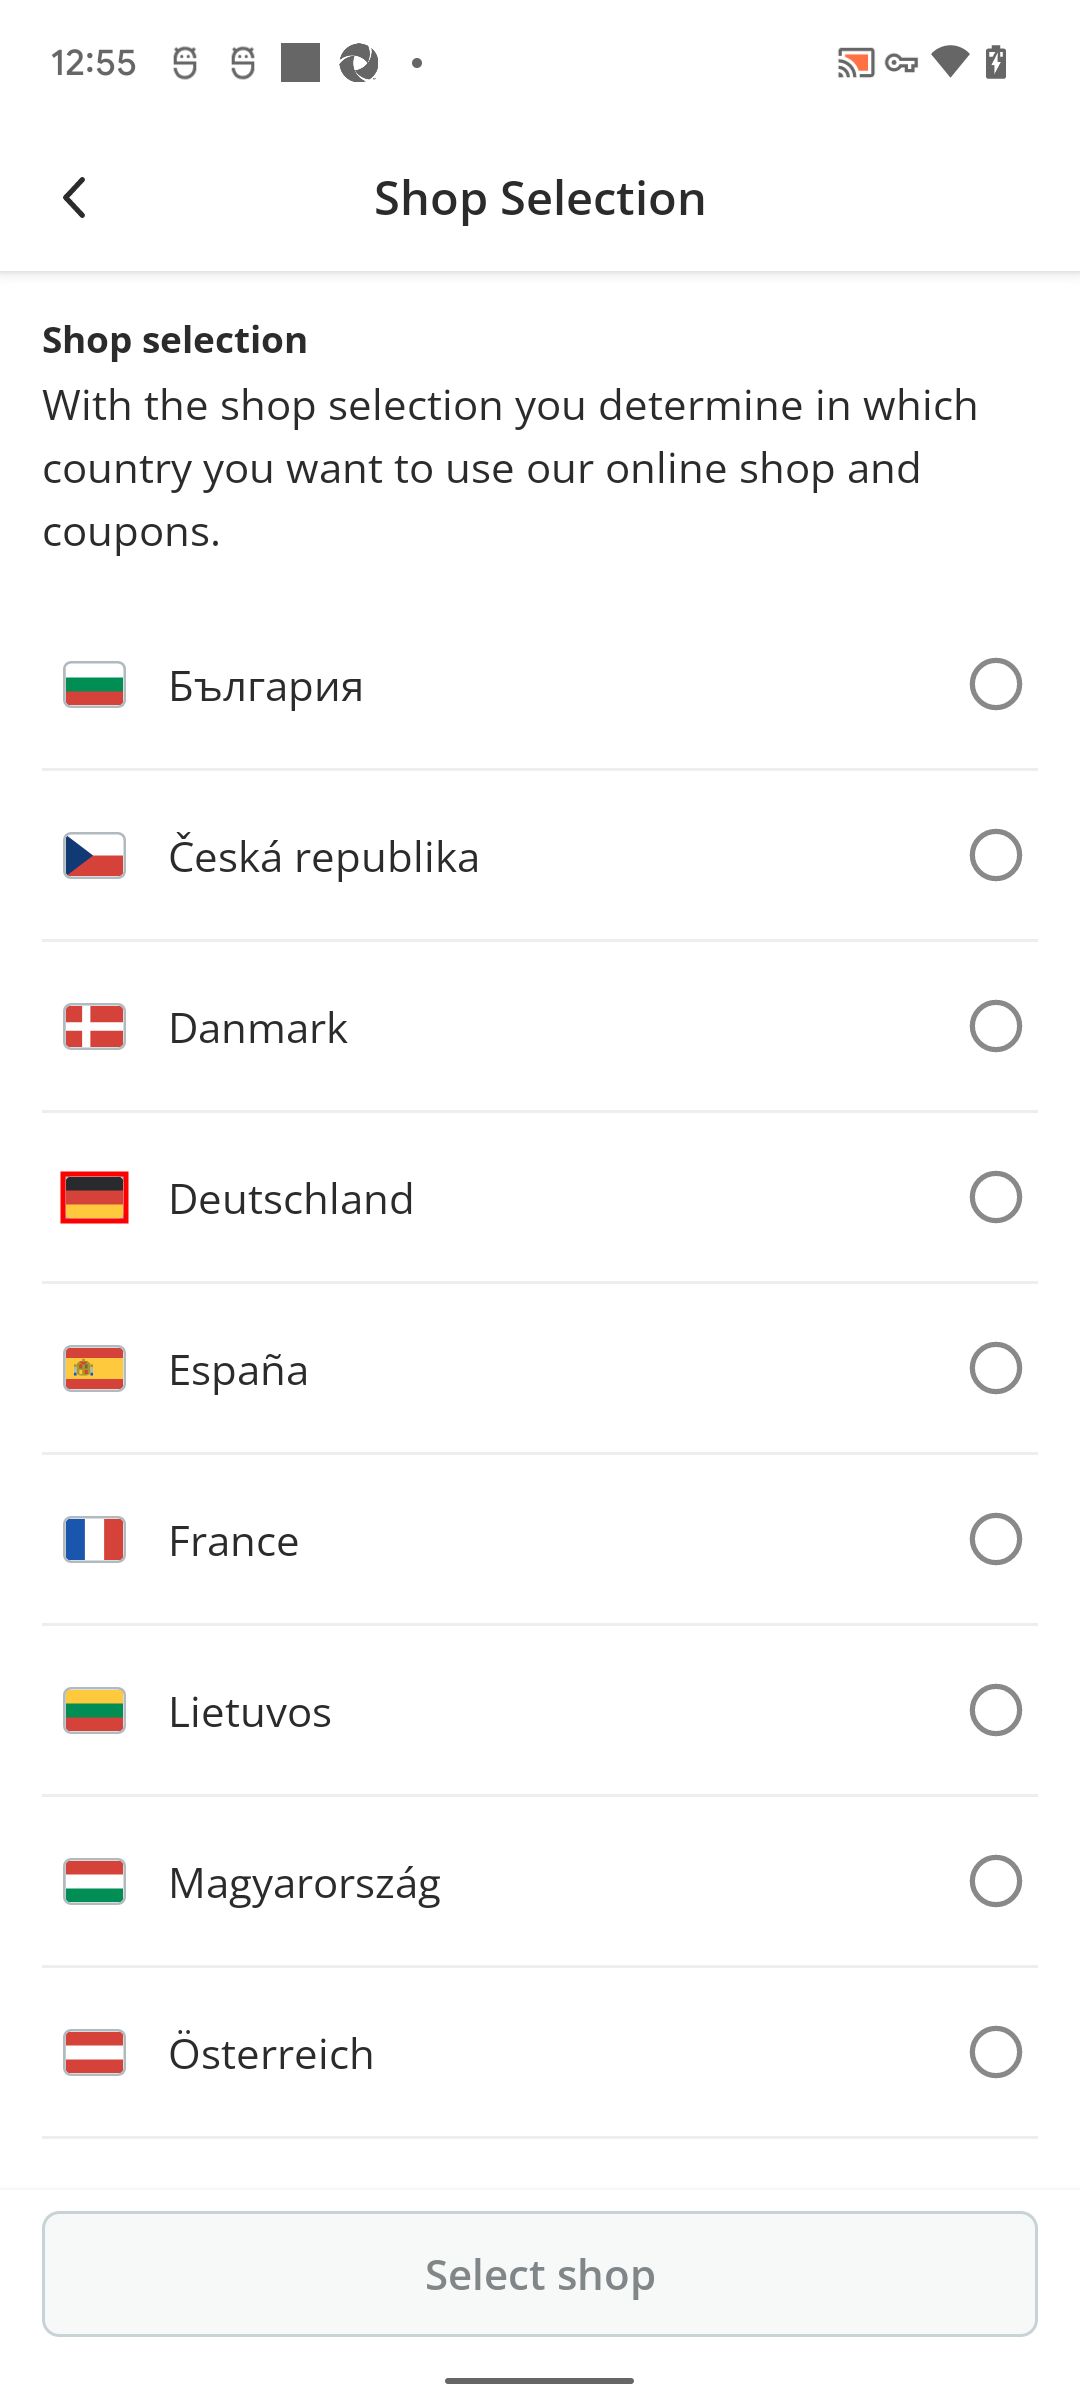 12:55
Shop Selection
Shop selection
With the shop selection you determine in which
country you want to use our online shop and
coupons.
България
Česká republika
Danmark
Deutschland
España
France
Lietuvos
Magyarország
Österreich
Select shop